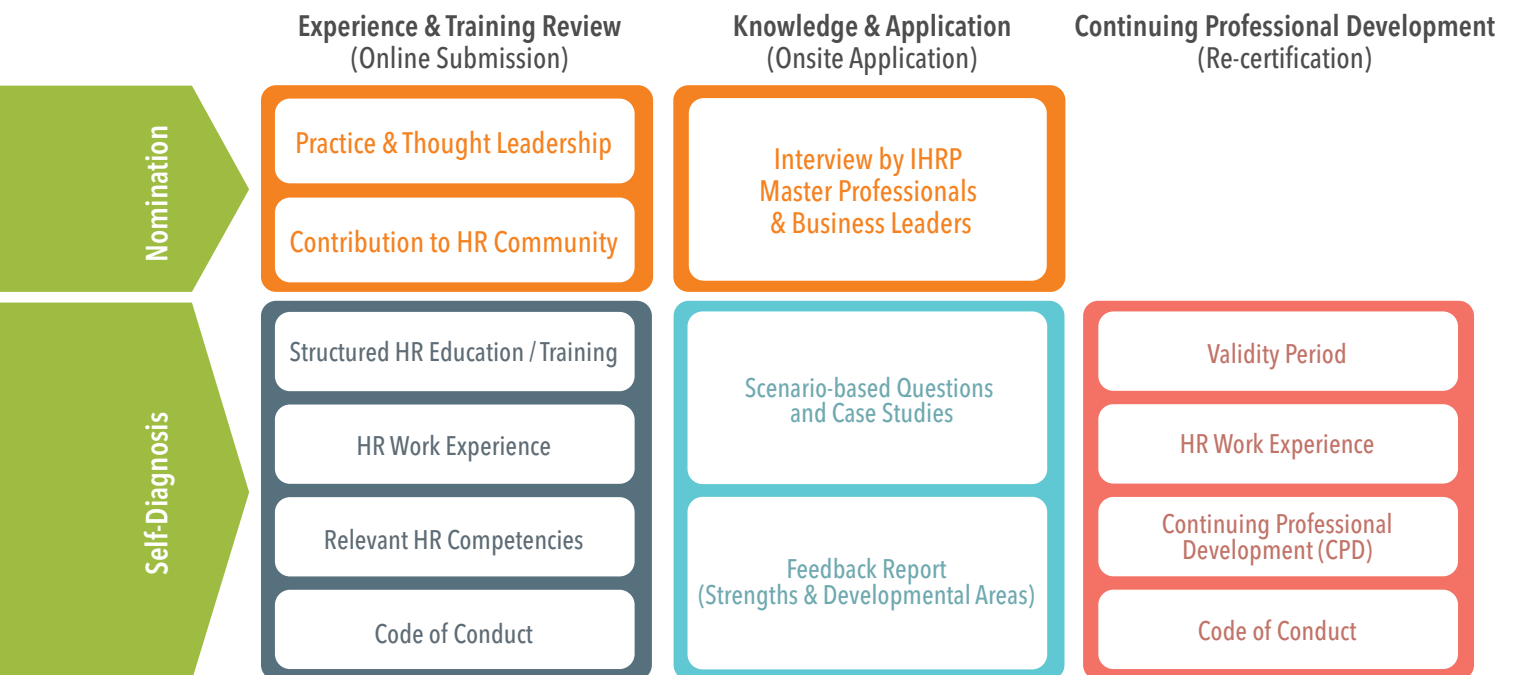 Experience & Training Review
(Online Submission)
Knowledge & Application
(Onsite Application)
Continuing Professional Development
(Re-certification)
Nomination
Practice & Thought Leadership
Contribution to HR Community
Interview by IHRP
Master Professionals
& Business Leaders
Self-Diagnosis
Structured HR Education / Training
HR Work Experience
Relevant HR Competencies
Code of Conduct
Scenario-based Questions
and Case Studies
Feedback Report
(Strengths & Developmental Areas)
Validity Period
HR Work Experience
Continuing Professional
Development (CPD)
Code of Conduct